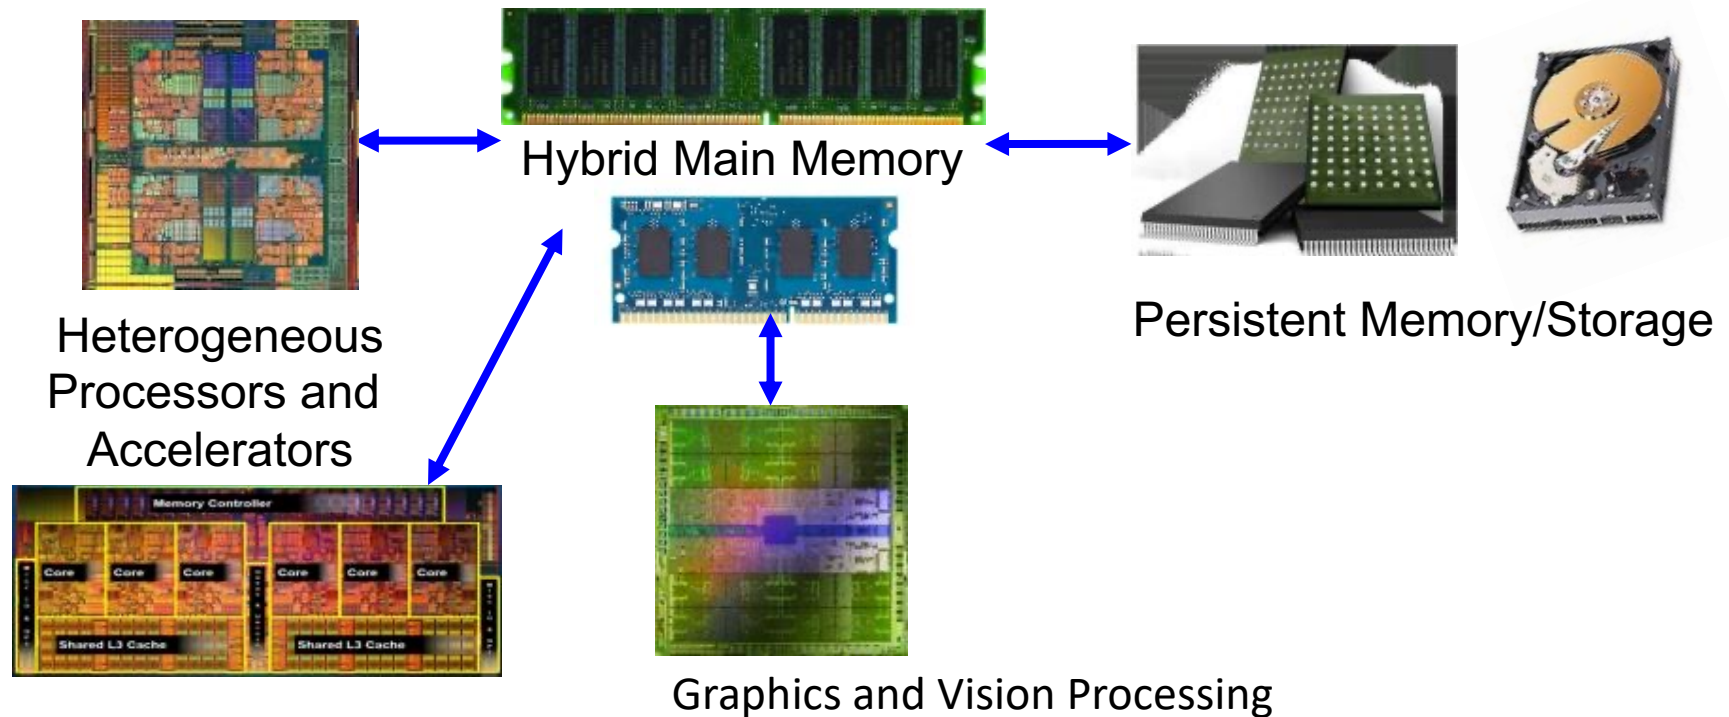 Hybrid Main Memory
Heterogeneous
Processors and
Accelerators
Persistent Memory/Storage
Memory Controller
Core
Core
Core
Core
Core
Core
Shared L3 Cache
Shared L3 Cache
Graphics and Vision Processing